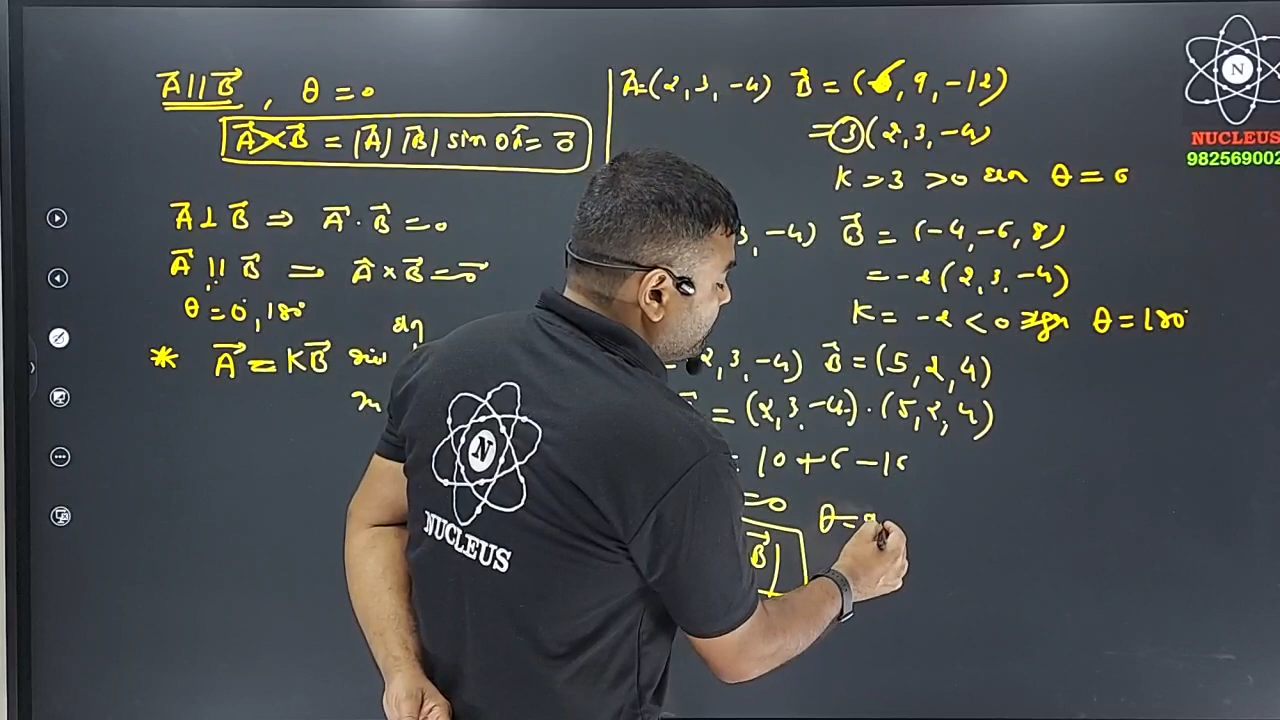 A⃗ || B⃗ , θ = 0
A⃗ × B⃗ = |A⃗| |B⃗| sin 0 n̂ = 0⃗
A⃗ ⊥ B⃗ ⇒ A⃗ · B⃗ = 0
A⃗ || B⃗ ⇒ A⃗ × B⃗ = 0⃗
θ = 0°, 180°
* A⃗ = KB⃗
A⃗ = (2, 3, -4) B⃗ = (6, 9, -12)
= 3(2, 3, -4)
K = 3 > 0 θ = 0
3, -4) B⃗ = (-4, -6, 8)
= -2(2, 3, -4)
K = -2 < 0 θ = 180°
2, 3, -4) B⃗ = (5, 2, 4)
= (2, 3, -4) · (5, 2, 4)
= 10 + 6 - 16
= 0 θ = 9
B⃗
N
NUCLEUS
982569002
N
NUCLEUS